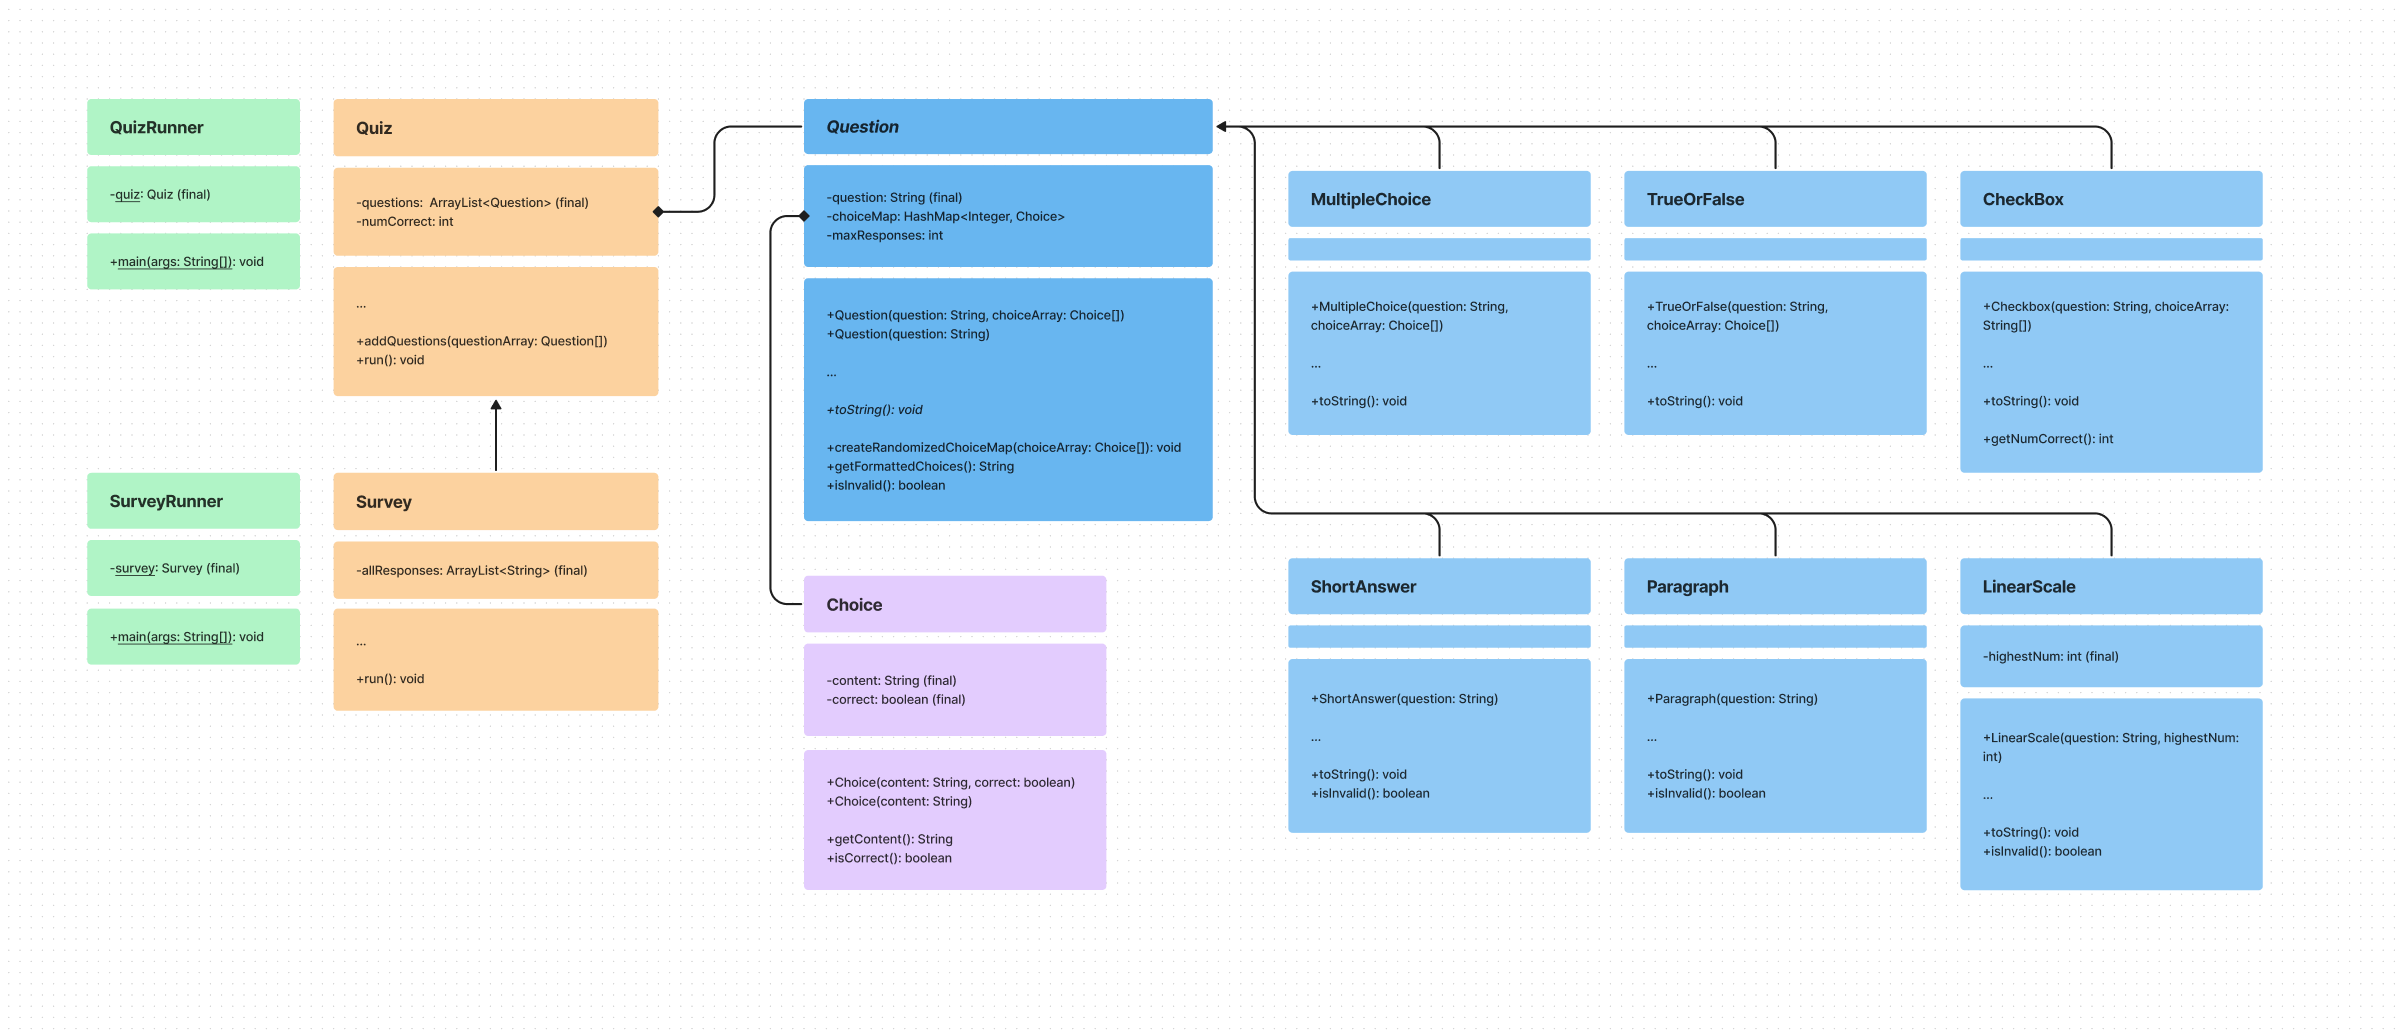 QuizRunner
-quiz: Quiz (final)
+main(args: String[]): void
Quiz
-questions:  ArrayList<Question> (final)
-numCorrect: int
...
+addQuestions(questionArray: Question[])
+run(): void
SurveyRunner
-survey: Survey (final)
+main(args: String[]): void
Survey
-allResponses: ArrayList<String> (final)
...
+run(): void
Question
-question: String (final)
-choiceMap: HashMap<Integer, Choice>
-maxResponses: int
+Question(question: String, choiceArray: Choice[])
+Question(question: String)
...
+toString(): void
+createRandomizedChoiceMap(choiceArray: Choice[]): void
+getFormattedChoices(): String
+isInvalid(): boolean
Choice
-content: String (final)
-correct: boolean (final)
+Choice(content: String, correct: boolean)
+Choice(content: String)
+getContent(): String
+isCorrect(): boolean
MultipleChoice
+MultipleChoice(question: String,
choiceArray: Choice[])
...
+toString(): void
TrueOrFalse
+TrueOrFalse(question: String,
choiceArray: Choice[])
...
+toString(): void
CheckBox
+Checkbox(question: String, choiceArray:
String[])
...
+toString(): void
+getNumCorrect(): int
ShortAnswer
+ShortAnswer(question: String)
...
+toString(): void
+isInvalid(): boolean
Paragraph
+Paragraph(question: String)
...
+toString(): void
+isInvalid(): boolean
LinearScale
-highestNum: int (final)
+LinearScale(question: String, highestNum:
int)
...
+toString(): void
+isInvalid(): boolean